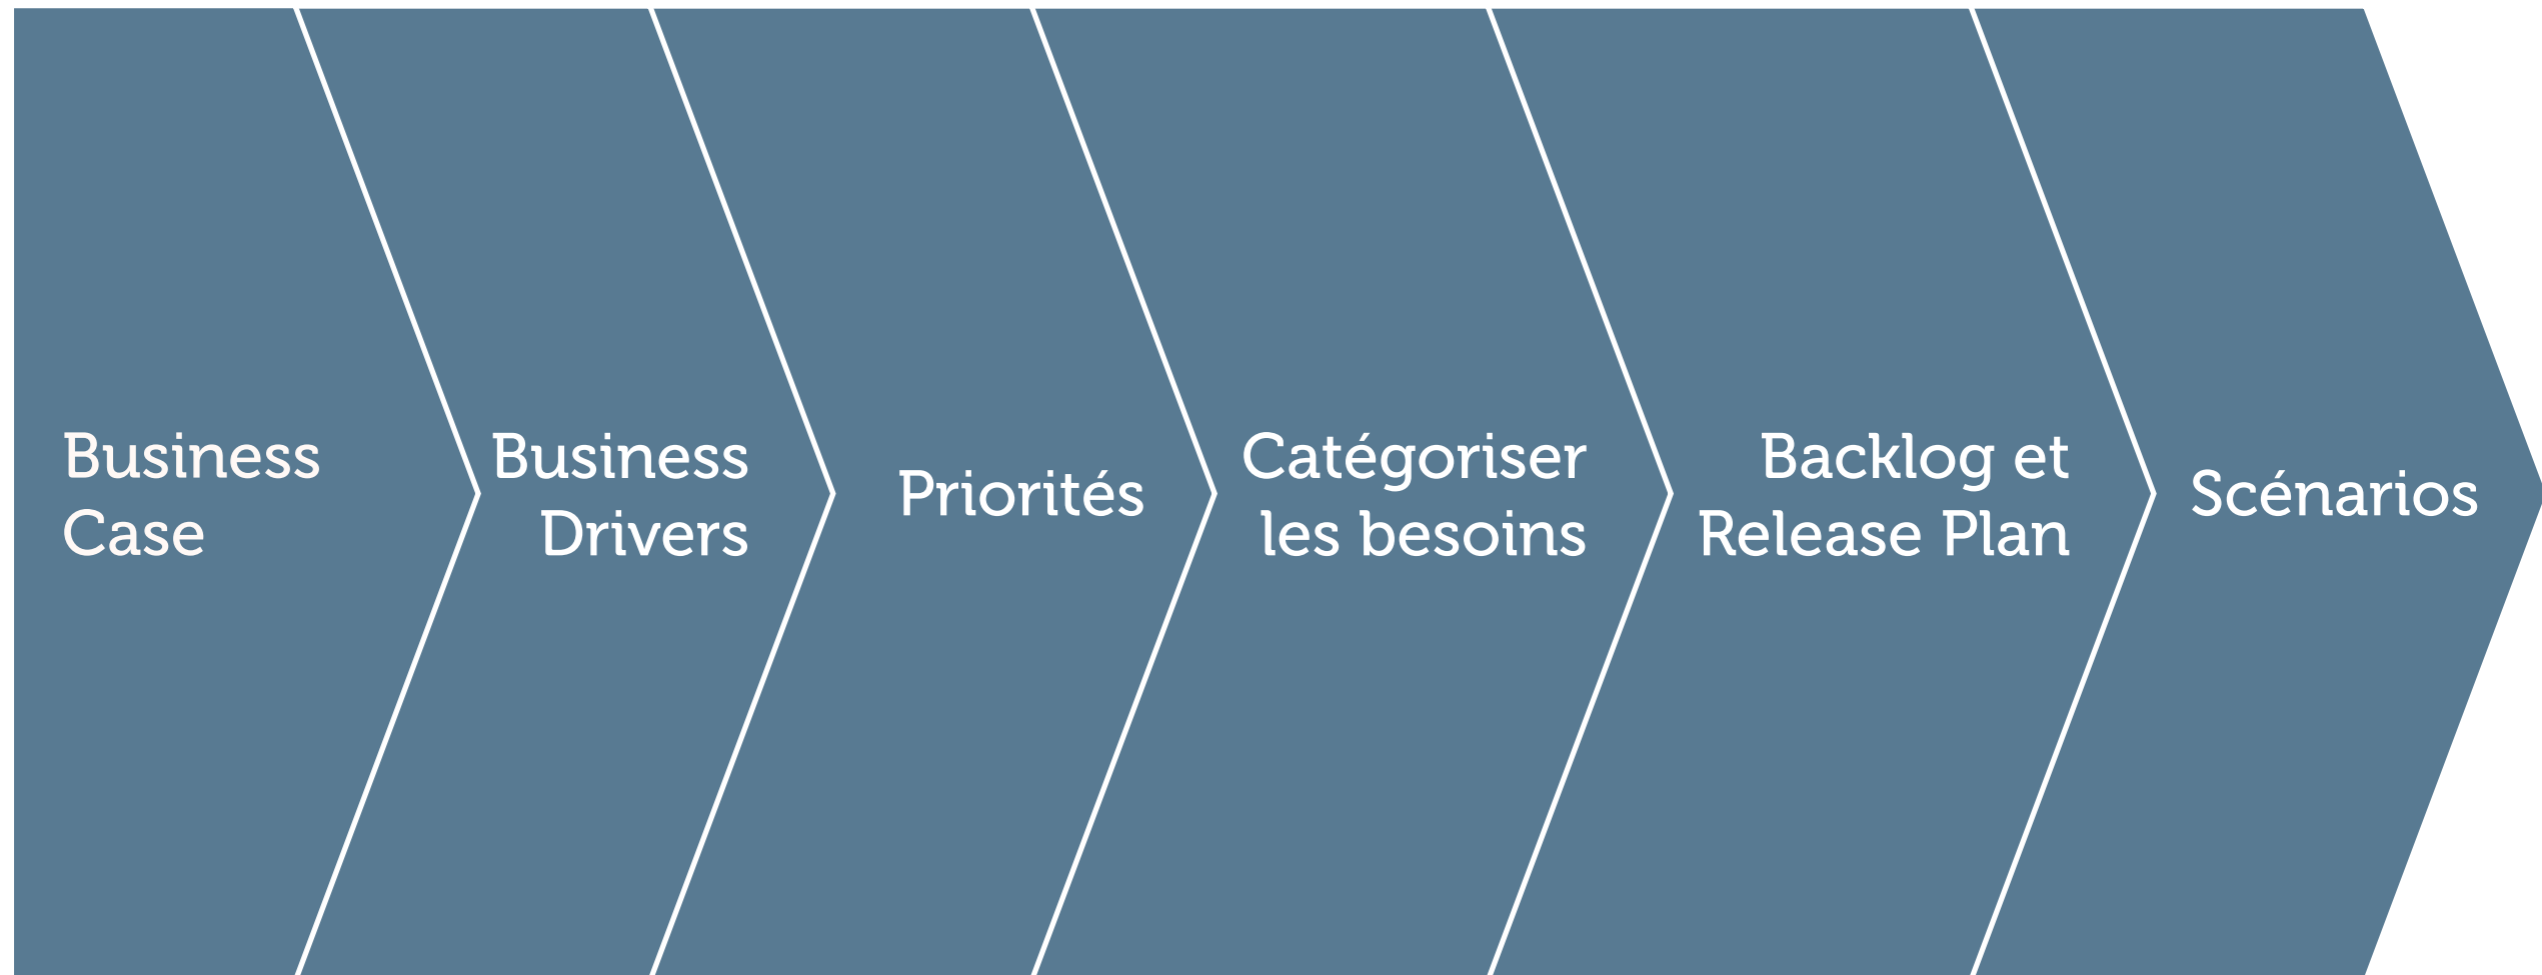 Business
Case
Business
Drivers
Priorités
Catégoriser
les besoins
Backlog et
Release Plan
Scénarios